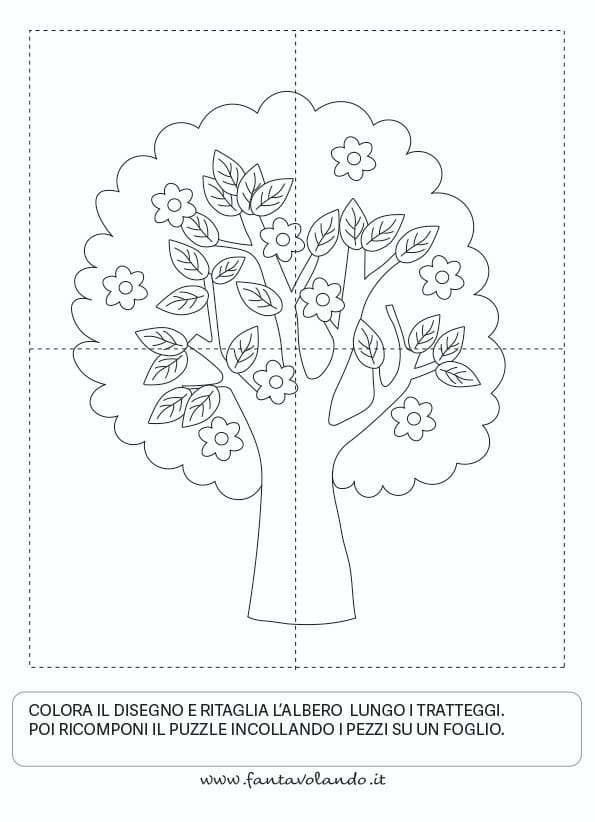 COLORA IL DISEGNO E RITAGLIA L'ALBERO LUNGO I TRATTEGGI.
POI RICOMPONI IL PUZZLE INCOLLANDO I PEZZI SU UN FOGLIO.
www.fantavolando.it